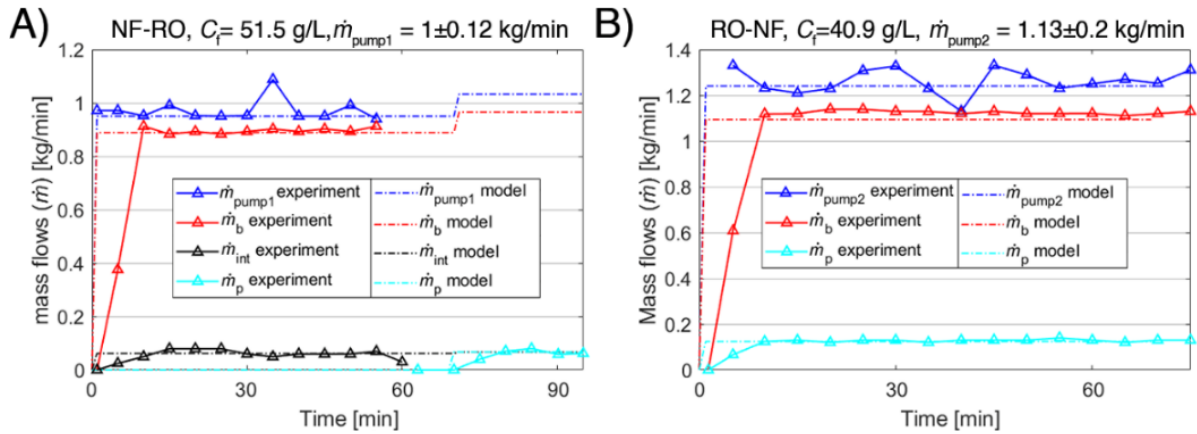 A) NF-RO, Cf= 51.5 g/L, ṁpump1 = 1±0.12 kg/min
1.2
1
0.8
0.6
0.4
0.2
0
mass flows (ṁ) [kg/min]
ṁpump1 experiment
ṁb experiment
ṁint experiment
ṁp experiment
ṁpump1 model
ṁb model
ṁint model
ṁp model
0 30 60 90
Time [min]
B) RO-NF, Cf=40.9 g/L, ṁpump2 = 1.13±0.2 kg/min
1.4
1.2
1
0.8
0.6
0.4
0.2
0
Mass flows (ṁ) [kg/min]
ṁpump2 experiment
ṁb experiment
ṁp experiment
ṁpump2 model
ṁb model
ṁp model
0 30 60
Time [min]